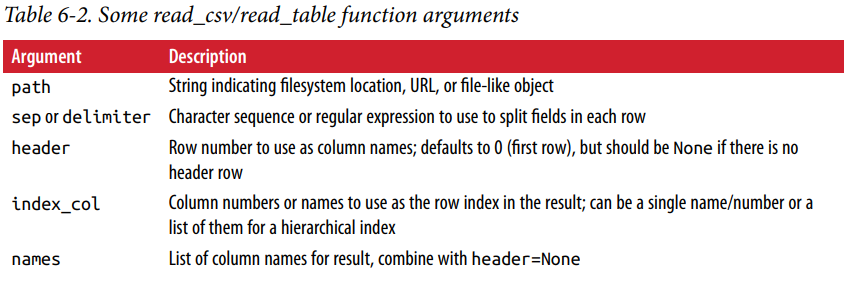 Table 6-2. Some read_csv/read_table function arguments
Argument Description
path String indicating filesystem location, URL, or file-like object
sep or delimiter Character sequence or regular expression to use to split fields in each row
header Row number to use as column names; defaults to 0 (first row), but should be None if there is no
header row
index_col Column numbers or names to use as the row index in the result; can be a single name/number or a
list of them for a hierarchical index
names List of column names for result, combine with header=None